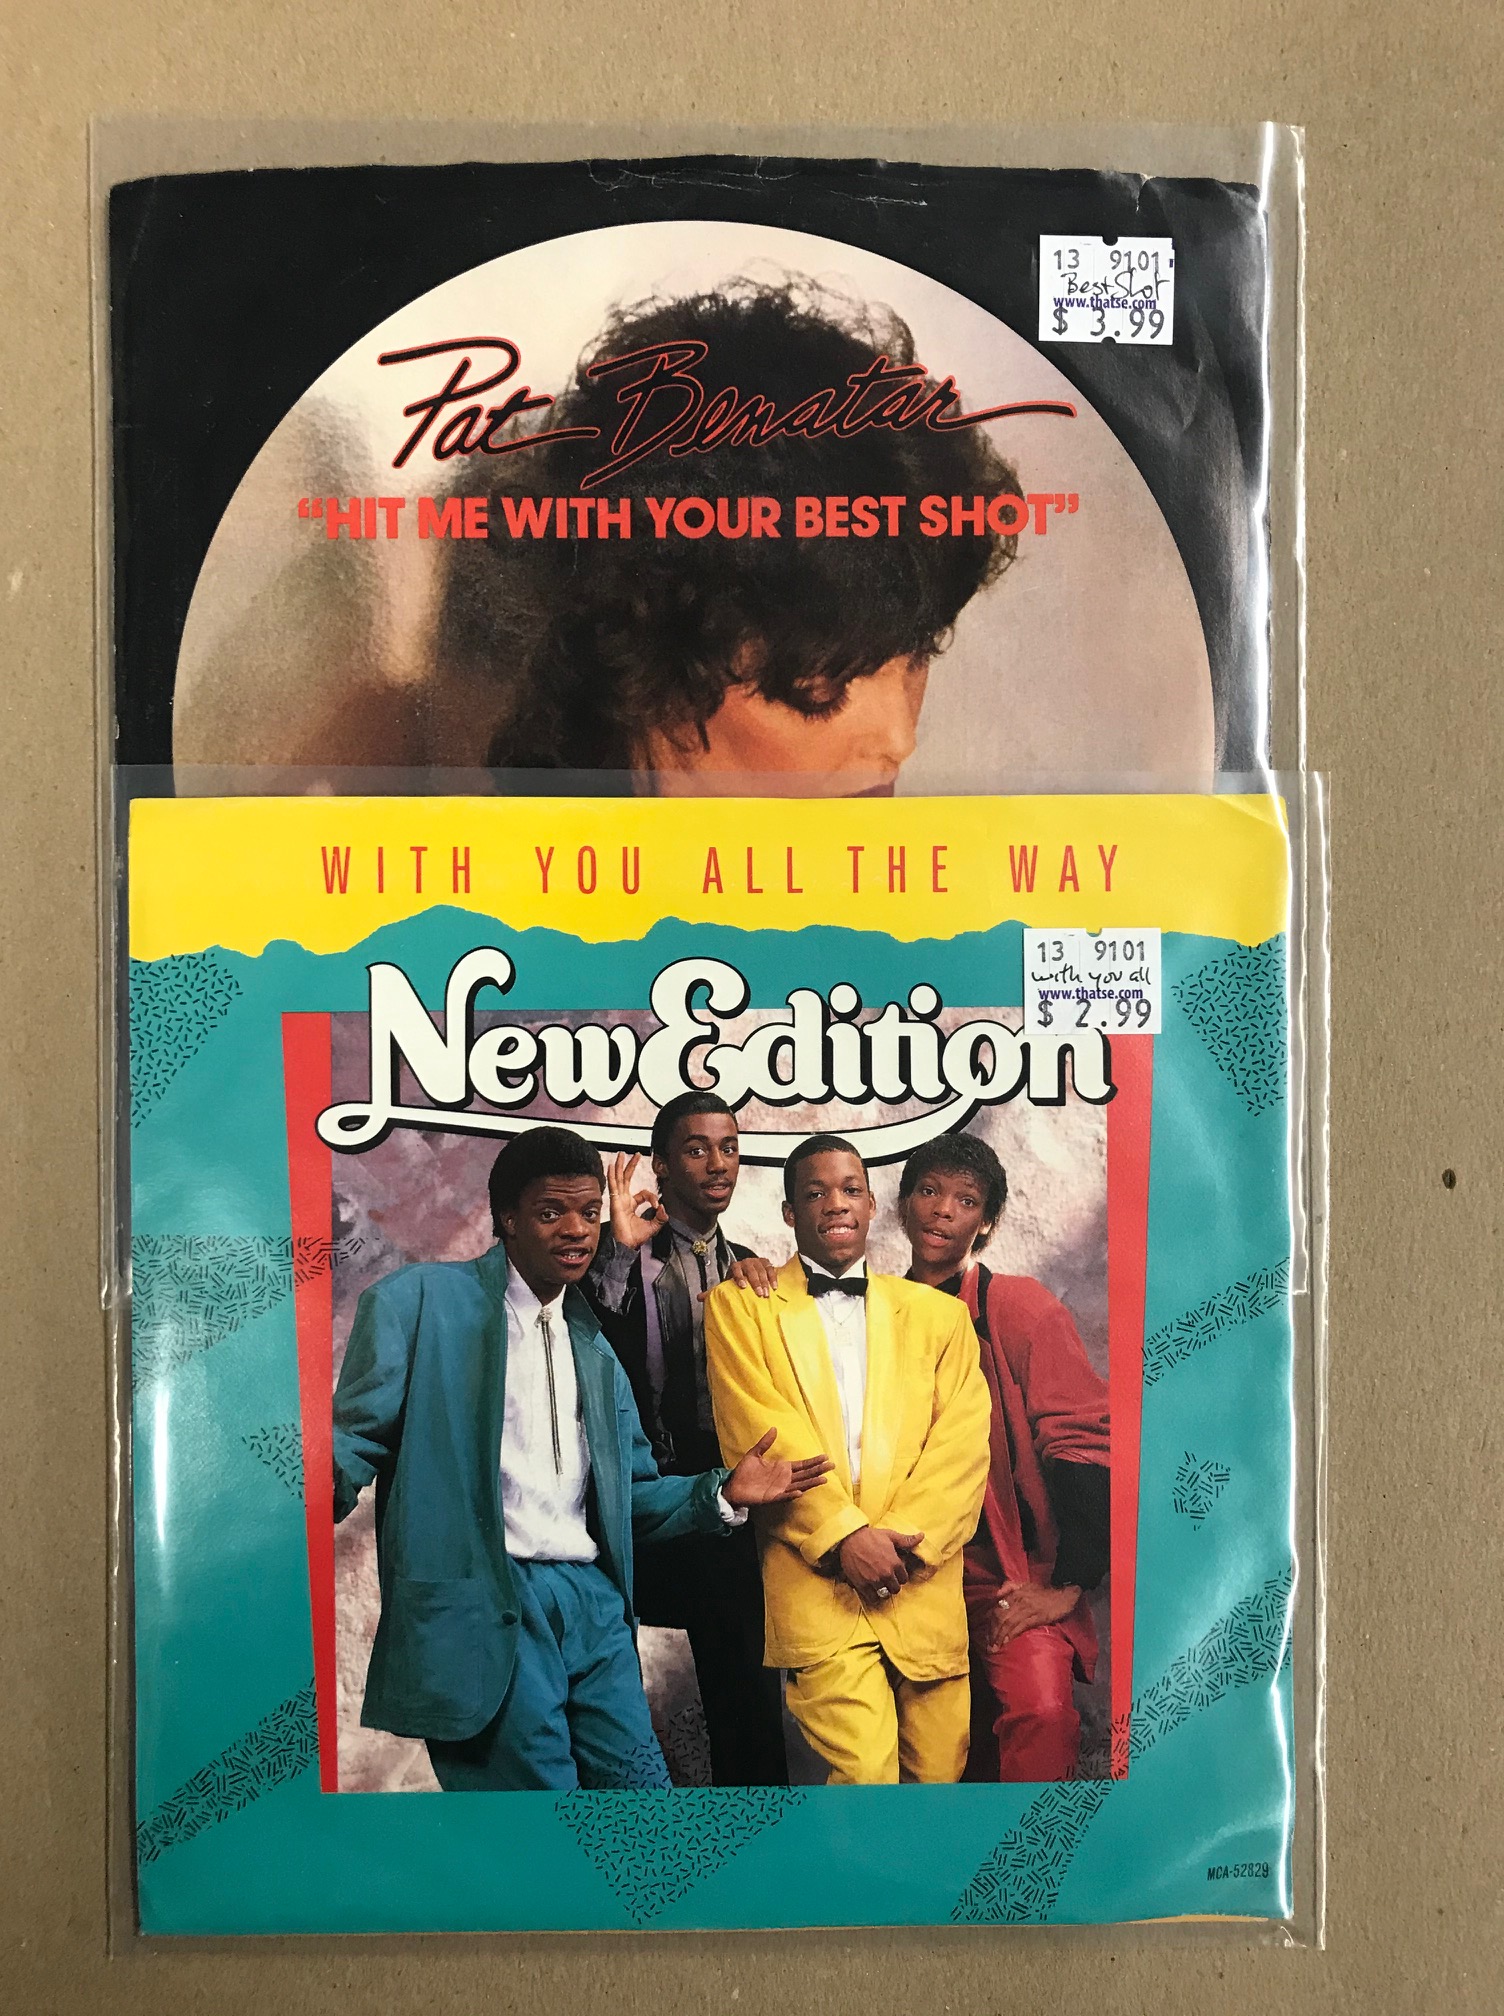 13 9101
Best Shot
www.thatse.com
$ 3.99
Pat Benatar
“HIT ME WITH YOUR BEST SHOT”
WITH YOU ALL THE WAY
13 9101
with you all
www.thatse.com
$ 2.99
New Edition
MCA-52829